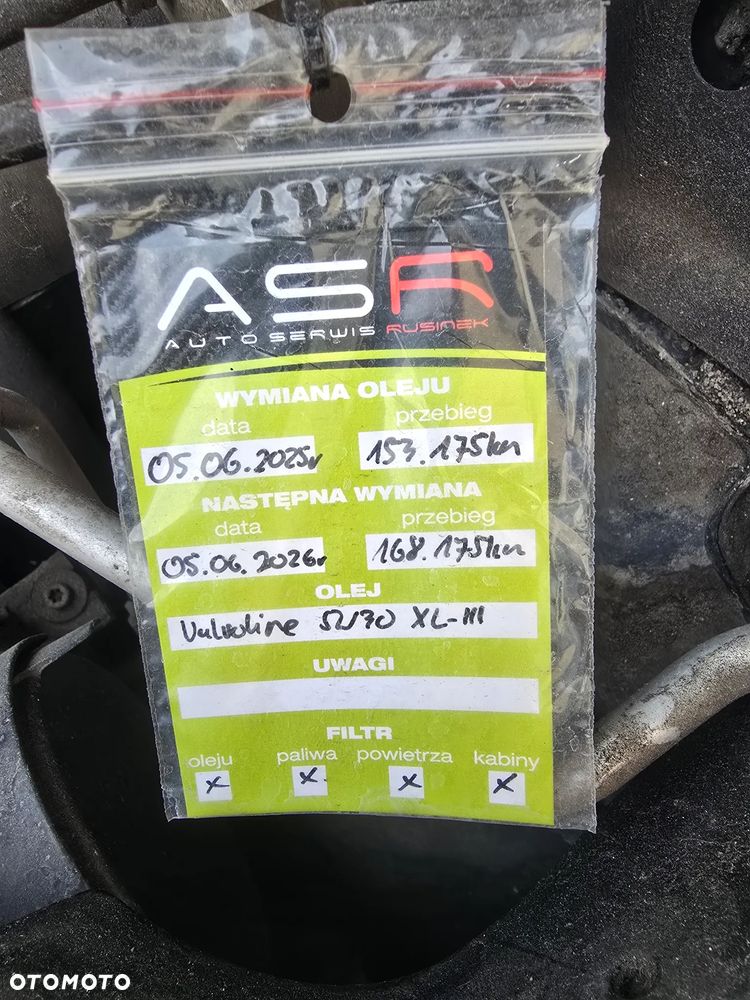 ASR
AUTO SERWIS RUSINEK
WYMIANA OLEJU
data przebieg
05.06.2025r 153.175km
NASTĘPNA WYMIANA
data przebieg
05.06.2026r 168.175km
OLEJ
Valvoline 5W30 XL-III
UWAGI
FILTR
oleju paliwa powietrza kabiny
x x x x
OTOMOTO